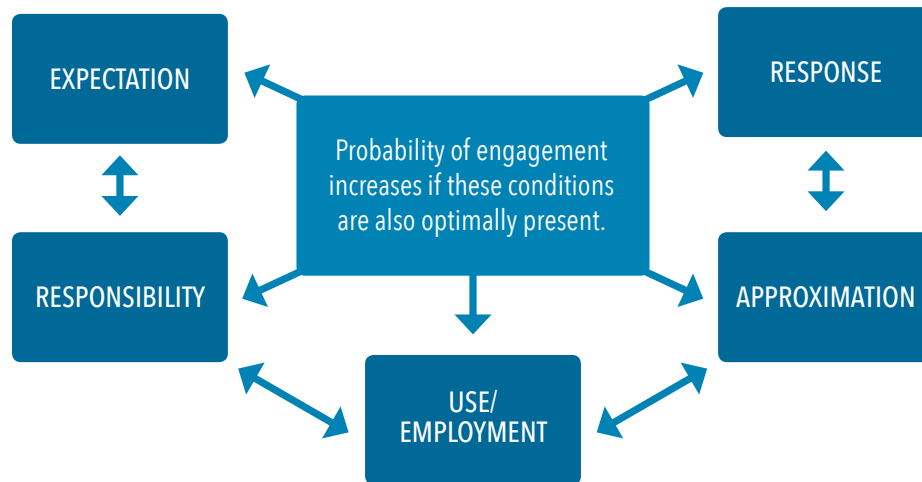 EXPECTATION
RESPONSE
Probability of engagement
increases if these conditions
are also optimally present.
RESPONSIBILITY
APPROXIMATION
USE/
EMPLOYMENT